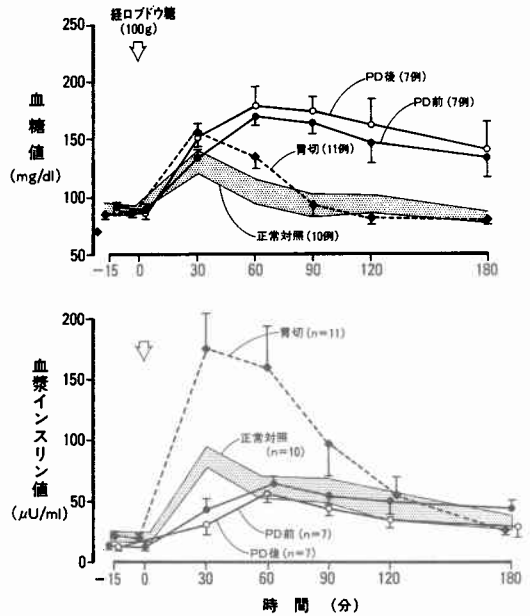 経口ブドウ糖
(100g)
血糖値
(mg/dl)
250
200
150
100
50
PD後(7例)
PD前(7例)
胃切(11例)
正常対照(10例)
-15 0 30 60 90 120 180
血漿インスリン値
(μU/ml)
200
150
100
50
0
胃切(n=11)
正常対照
(n=10)
PD前(n=7)
PD後(n=7)
-15 0 30 60 90 120 180
時間 (分)